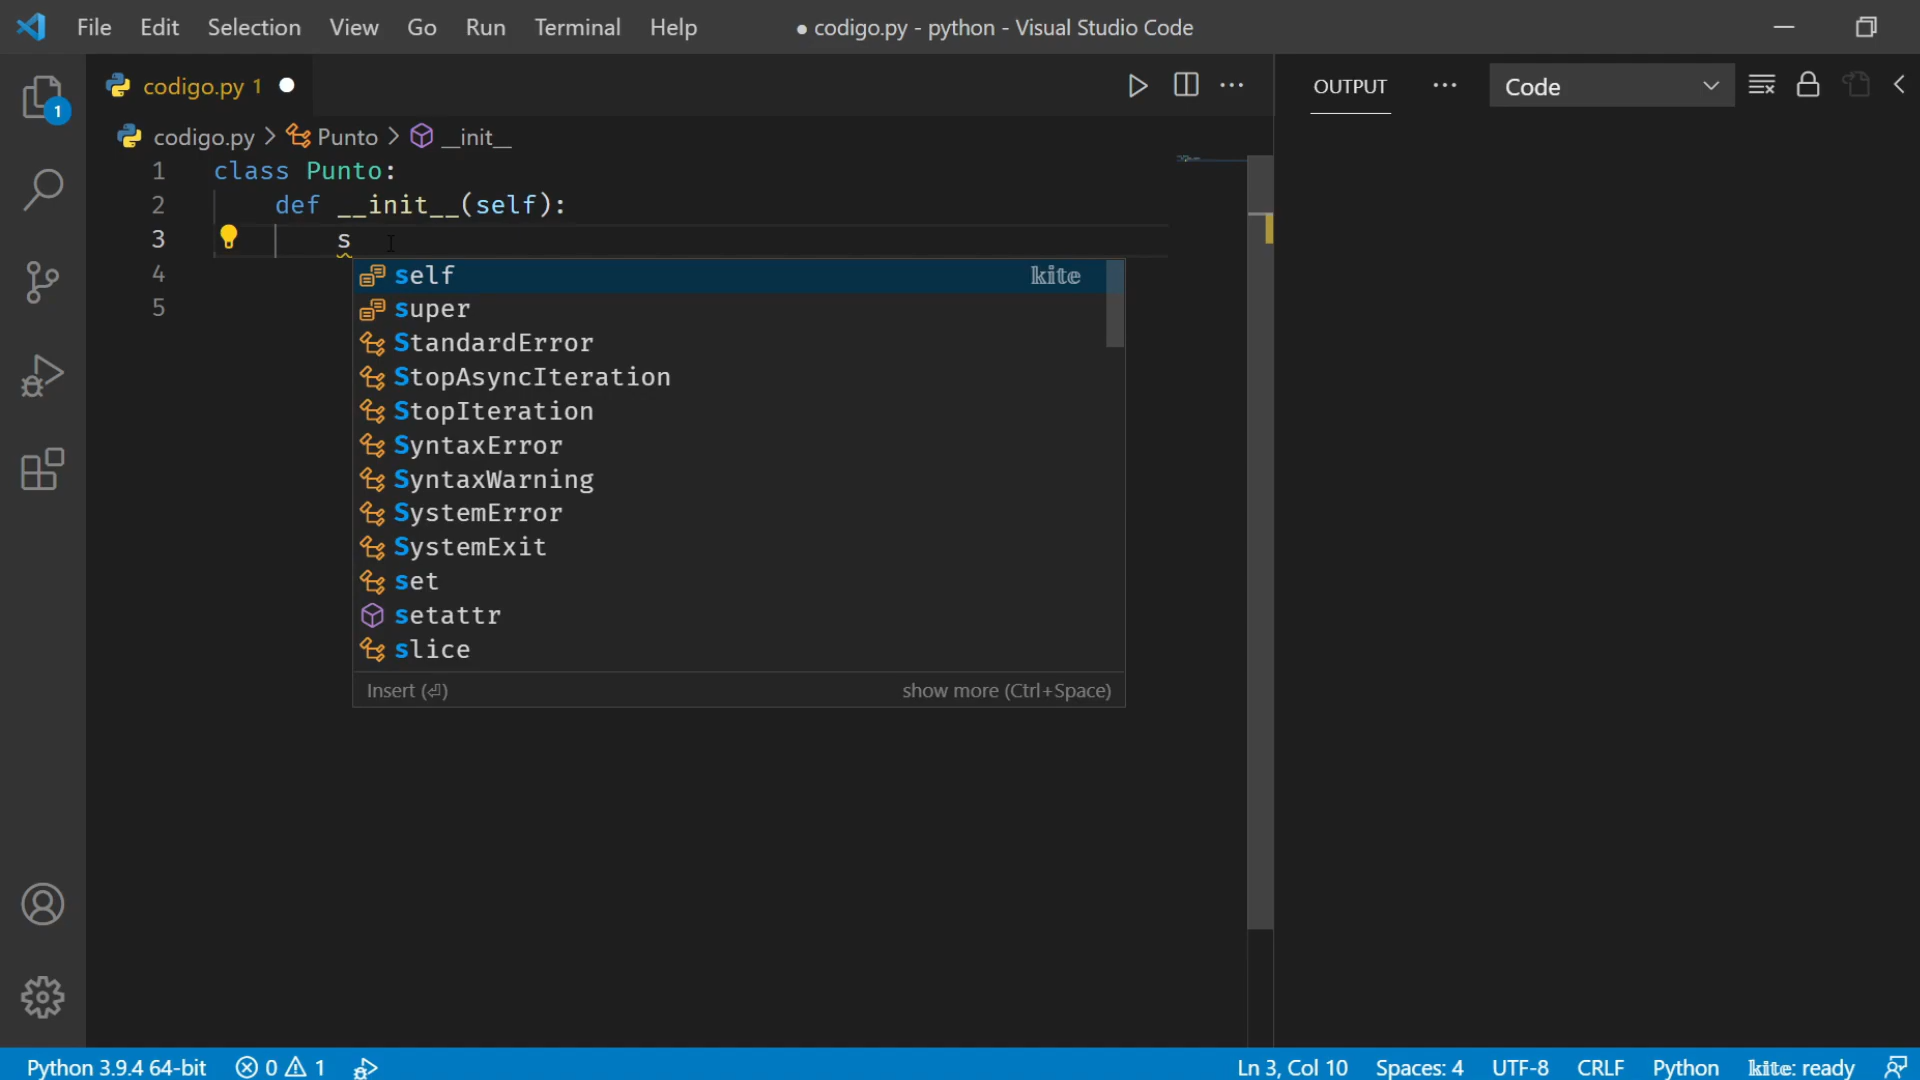 File Edit Selection View Go Run Terminal Help ● codigo.py - python - Visual Studio Code
codigo.py 1
OUTPUT ··· Code
codigo.py > Punto > __init__
1 class Punto:
2 def __init__(self):
3 s
4
5
self kite
super
StandardError
StopAsyncIteration
StopIteration
SyntaxError
SyntaxWarning
SystemError
SystemExit
set
setattr
slice
Insert (⏎) show more (Ctrl+Space)
1
Python 3.9.4 64-bit 0 1 Ln 3, Col 10 Spaces: 4 UTF-8 CRLF Python kite: ready